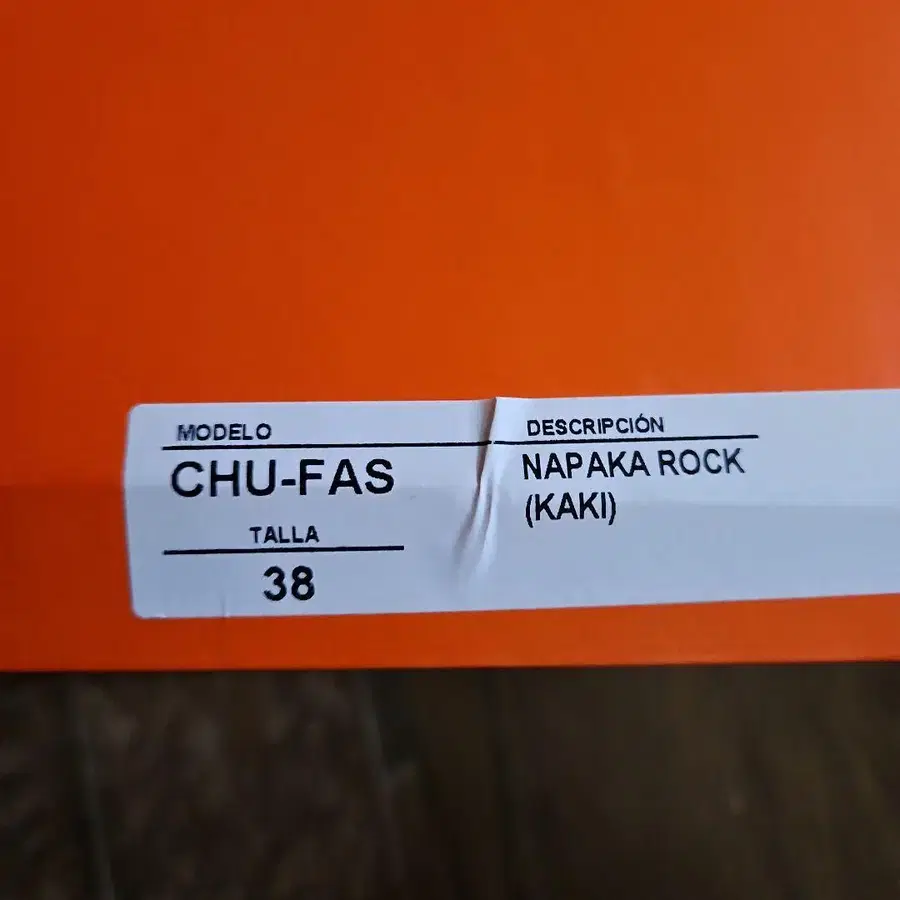 MODELO
CHU-FAS
TALLA
38
DESCRIPCIÓN
NAPAKA ROCK
(KAKI)